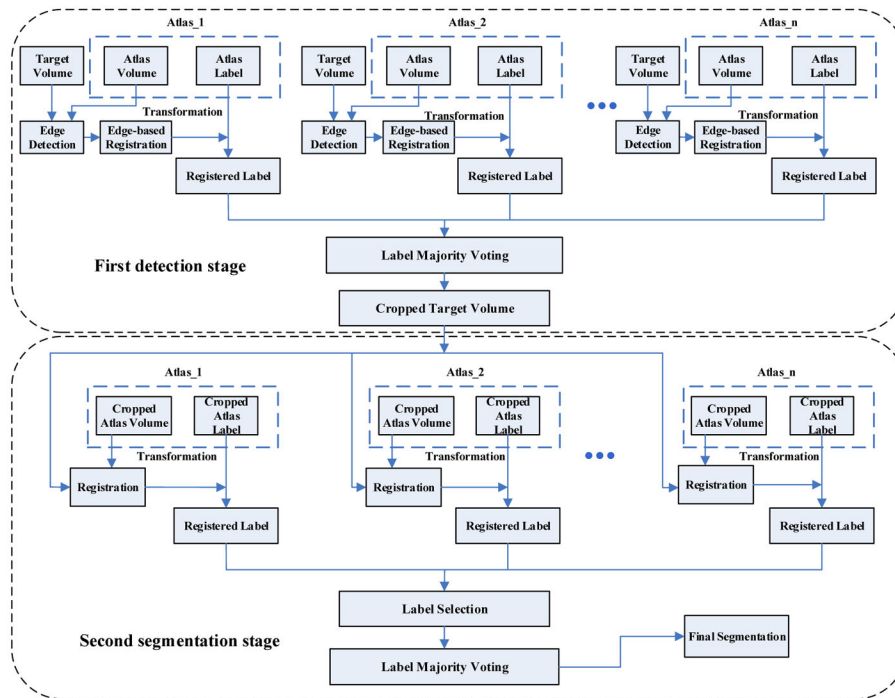 Atlas_1
Atlas_2
Atlas_n
Target
Volume
Atlas
Volume
Atlas
Label
Target
Volume
Atlas
Volume
Atlas
Label
Target
Volume
Atlas
Volume
Atlas
Label
Transformation
Transformation
Transformation
Edge
Detection
Edge-based
Registration
Edge
Detection
Edge-based
Registration
Edge
Detection
Edge-based
Registration
Registered Label
Registered Label
Registered Label
Label Majority Voting
First detection stage
Cropped Target Volume
Atlas_1
Atlas_2
Atlas_n
Cropped
Atlas Volume
Cropped
Atlas
Label
Cropped
Atlas Volume
Cropped
Atlas
Label
Cropped
Atlas Volume
Cropped
Atlas
Label
Transformation
Transformation
Transformation
Registration
Registration
Registration
Registered Label
Registered Label
Registered Label
Label Selection
Second segmentation stage
Final Segmentation
Label Majority Voting